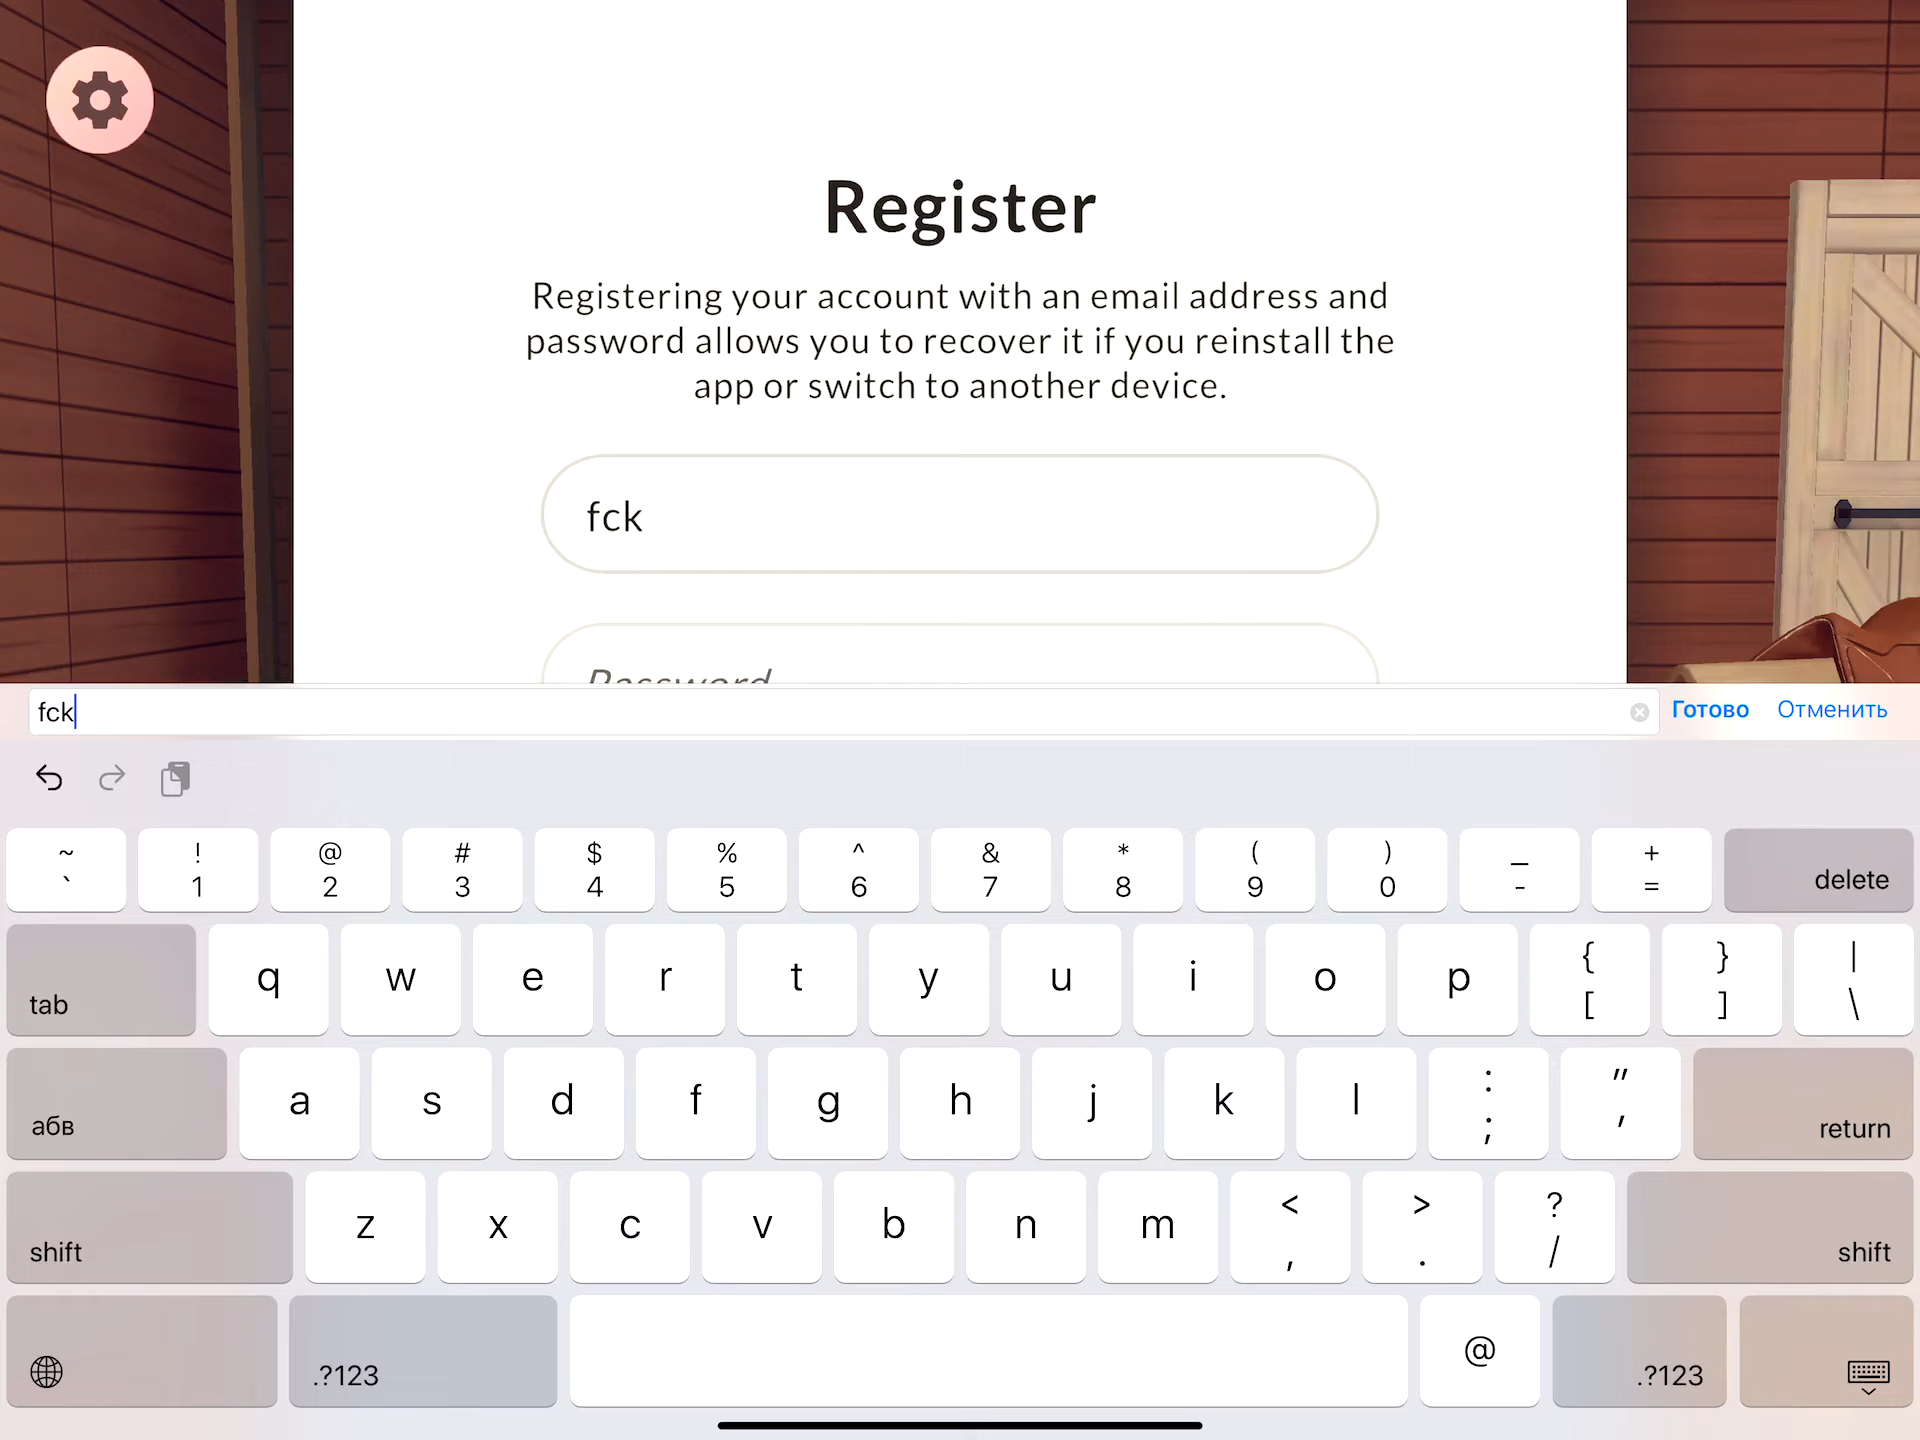 Register
Registering your account with an email address and
password allows you to recover it if you reinstall the
app or switch to another device.
fck
Password
fck Готово Отменить
~ ! @ # $ % ^ & * ( ) _ +
` 1 2 3 4 5 6 7 8 9 0 - = delete
tab q w e r t y u i o p { [ } ] | \
абв a s d f g h j k l : ; " ' return
shift z x c v b n m < , > . ? / shift
.?123 @ .?123